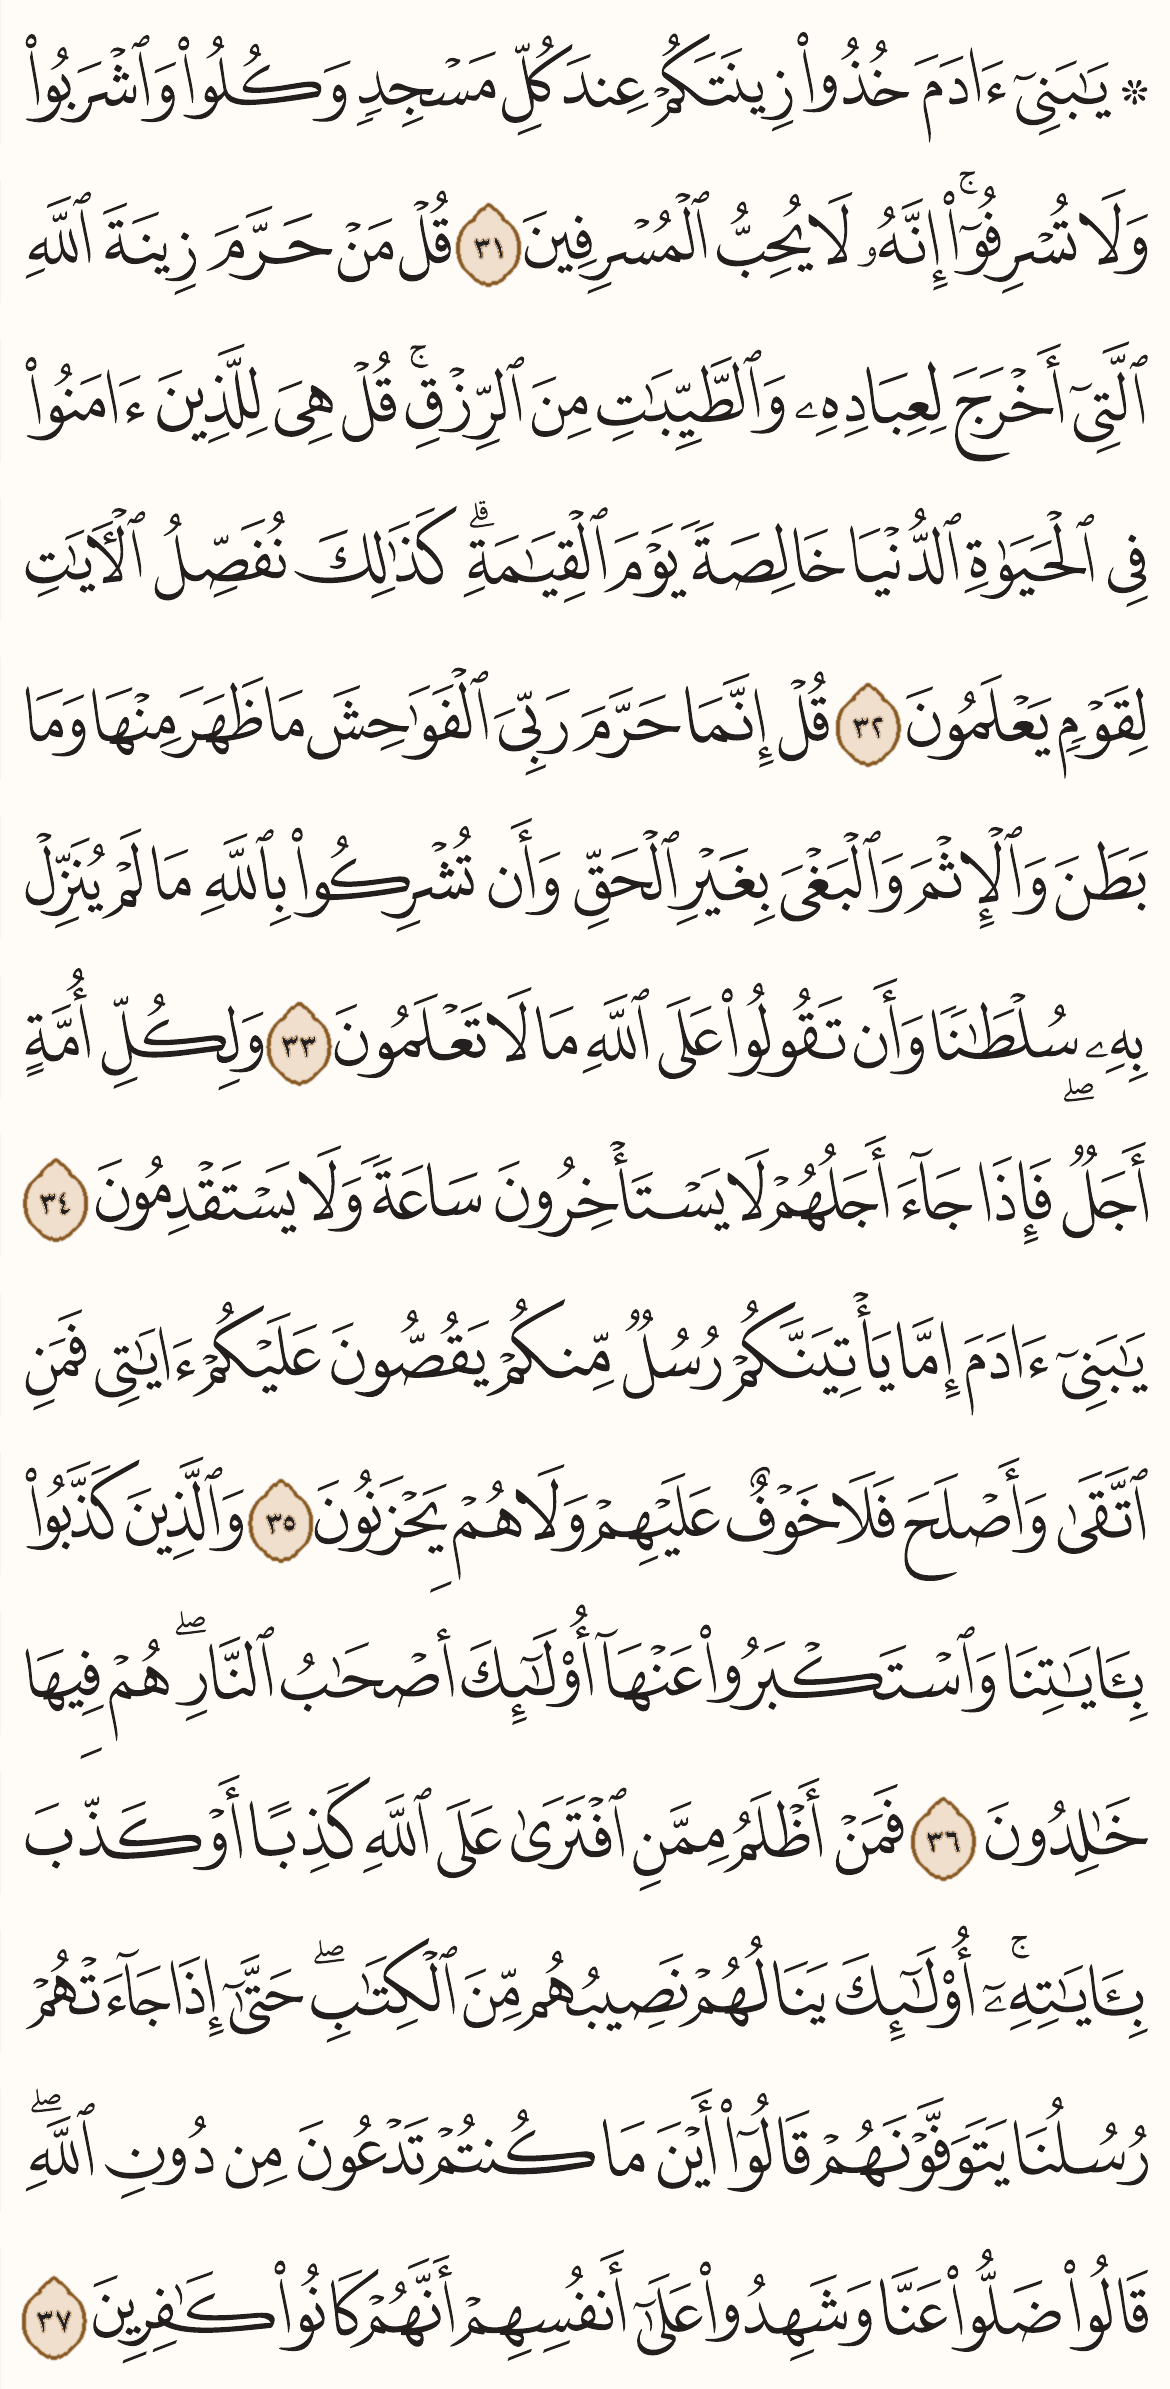 ۞ يَٰبَنِىٓ ءَادَمَ خُذُوا۟ زِينَتَكُمْ عِندَ كُلِّ مَسْجِدٍ وَكُلُوا۟ وَٱشْرَبُوا۟
وَلَا تُسْرِفُوٓا۟ ۚ إِنَّهُۥ لَا يُحِبُّ ٱلْمُسْرِفِينَ ٣١ قُلْ مَنْ حَرَّمَ زِينَةَ ٱللَّهِ
ٱلَّتِىٓ أَخْرَجَ لِعِبَادِهِۦ وَٱلطَّيِّبَٰتِ مِنَ ٱلرِّزْقِ ۚ قُلْ هِىَ لِلَّذِينَ ءَامَنُوا۟
فِى ٱلْحَيَوٰةِ ٱلدُّنْيَا خَالِصَةً يَوْمَ ٱلْقِيَٰمَةِ ۗ كَذَٰلِكَ نُفَصِّلُ ٱلْـَٔايَٰتِ
لِقَوْمٍ يَعْلَمُونَ ٣٢ قُلْ إِنَّمَا حَرَّمَ رَبِّىَ ٱلْفَوَٰحِشَ مَا ظَهَرَ مِنْهَا وَمَا
بَطَنَ وَٱلْإِثْمَ وَٱلْبَغْىَ بِغَيْرِ ٱلْحَقِّ وَأَن تُشْرِكُوا۟ بِٱللَّهِ مَا لَمْ يُنَزِّلْ
بِهِۦ سُلْطَٰنًا وَأَن تَقُولُوا۟ عَلَى ٱللَّهِ مَا لَا تَعْلَمُونَ ٣٣ وَلِكُلِّ أُمَّةٍ
أَجَلٌ ۖ فَإِذَا جَآءَ أَجَلُهُمْ لَا يَسْتَأْخِرُونَ سَاعَةً وَلَا يَسْتَقْدِمُونَ ٣٤
يَٰبَنِىٓ ءَادَمَ إِمَّا يَأْتِيَنَّكُمْ رُسُلٌ مِّنكُمْ يَقُصُّونَ عَلَيْكُمْ ءَايَٰتِى فَمَنِ
ٱتَّقَىٰ وَأَصْلَحَ فَلَا خَوْفٌ عَلَيْهِمْ وَلَا هُمْ يَحْزَنُونَ ٣٥ وَٱلَّذِينَ كَذَّبُوا۟
بِـَٔايَٰتِنَا وَٱسْتَكْبَرُوا۟ عَنْهَآ أُو۟لَٰٓئِكَ أَصْحَٰبُ ٱلنَّارِ ۖ هُمْ فِيهَا
خَٰلِدُونَ ٣٦ فَمَنْ أَظْلَمُ مِمَّنِ ٱفْتَرَىٰ عَلَى ٱللَّهِ كَذِبًا أَوْ كَذَّبَ
بِـَٔايَٰتِهِۦٓ ۚ أُو۟لَٰٓئِكَ يَنَالُهُمْ نَصِيبُهُم مِّنَ ٱلْكِتَٰبِ ۖ حَتَّىٰٓ إِذَا جَآءَتْهُمْ
رُسُلُنَا يَتَوَفَّوْنَهُمْ قَالُوٓا۟ أَيْنَ مَا كُنتُمْ تَدْعُونَ مِن دُونِ ٱللَّهِ ۖ
قَالُوا۟ ضَلُّوا۟ عَنَّا وَشَهِدُوا۟ عَلَىٰٓ أَنفُسِهِمْ أَنَّهُمْ كَانُوا۟ كَٰفِرِينَ ٣٧